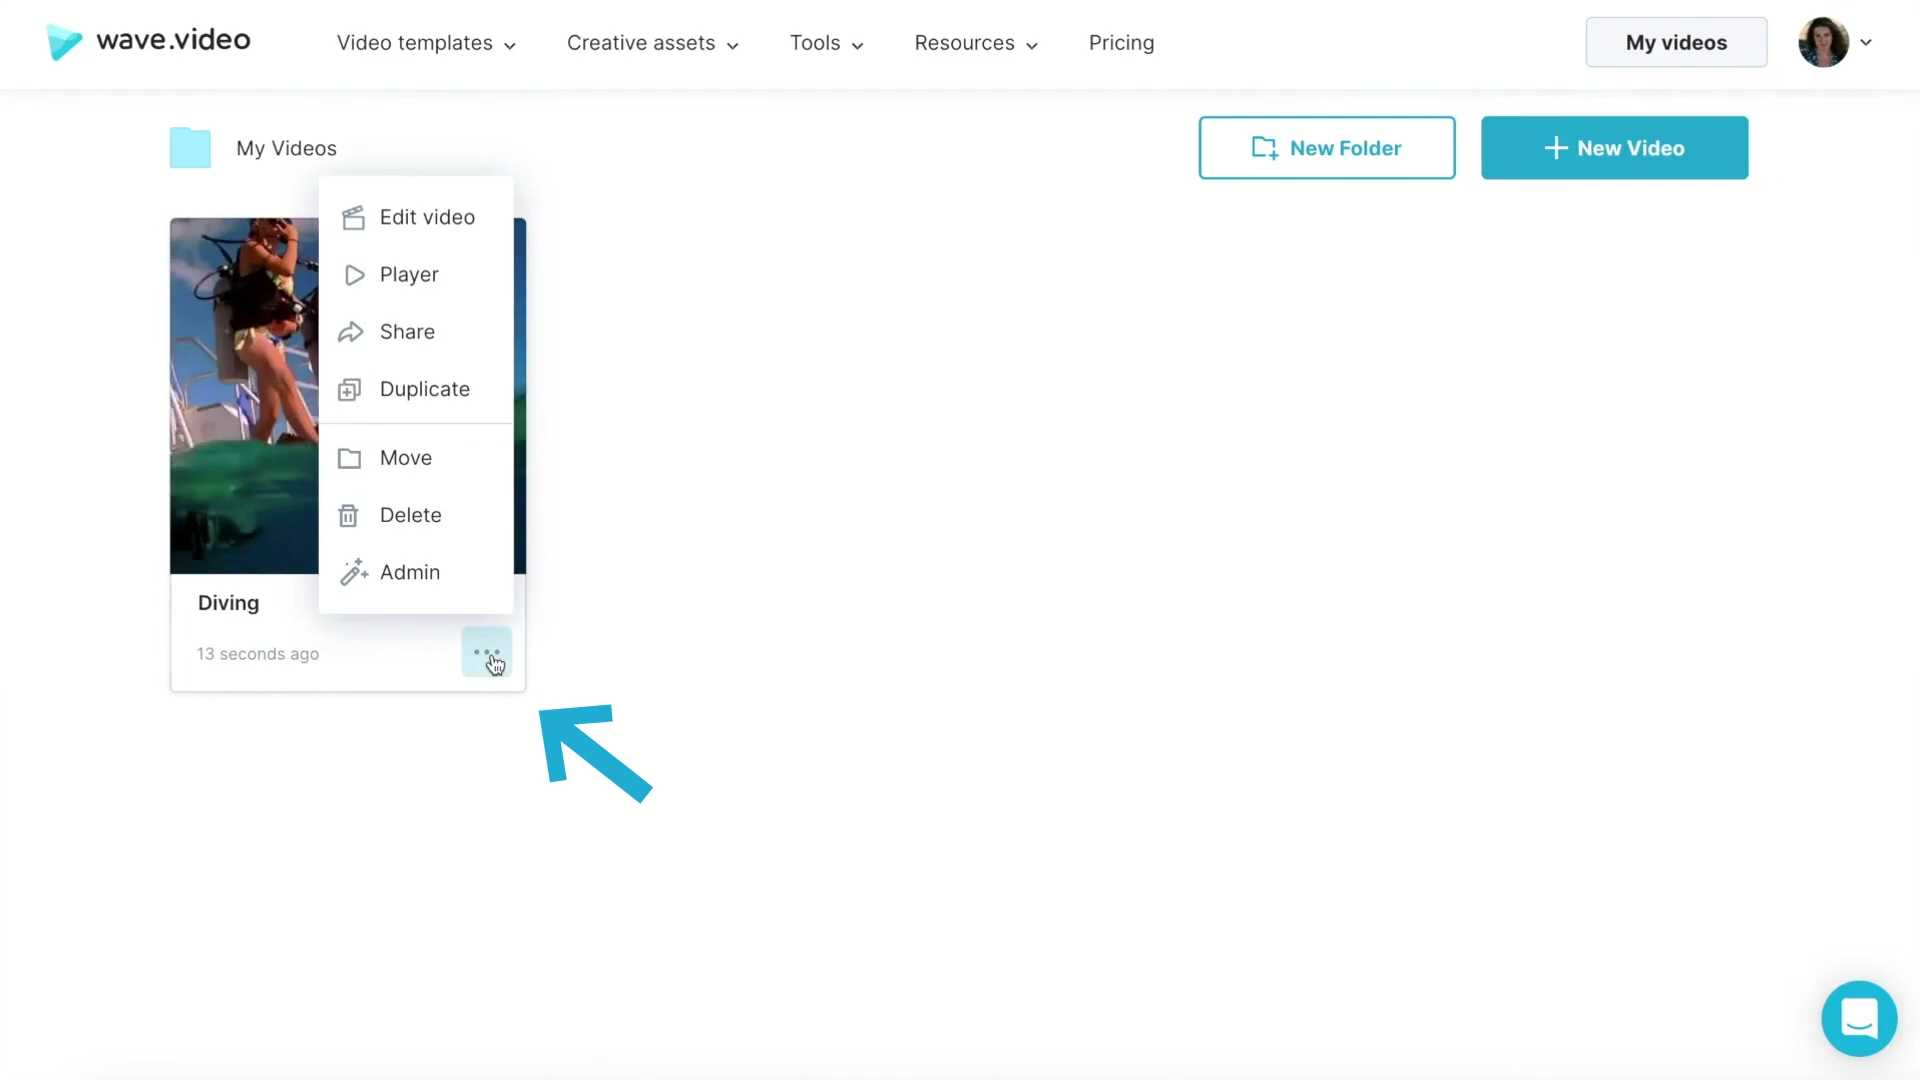 wave.video
Video templates
Creative assets
Tools
Resources
Pricing
My videos
My Videos
New Folder
New Video
Edit video
Player
Share
Duplicate
Move
Delete
Admin
Diving
13 seconds ago